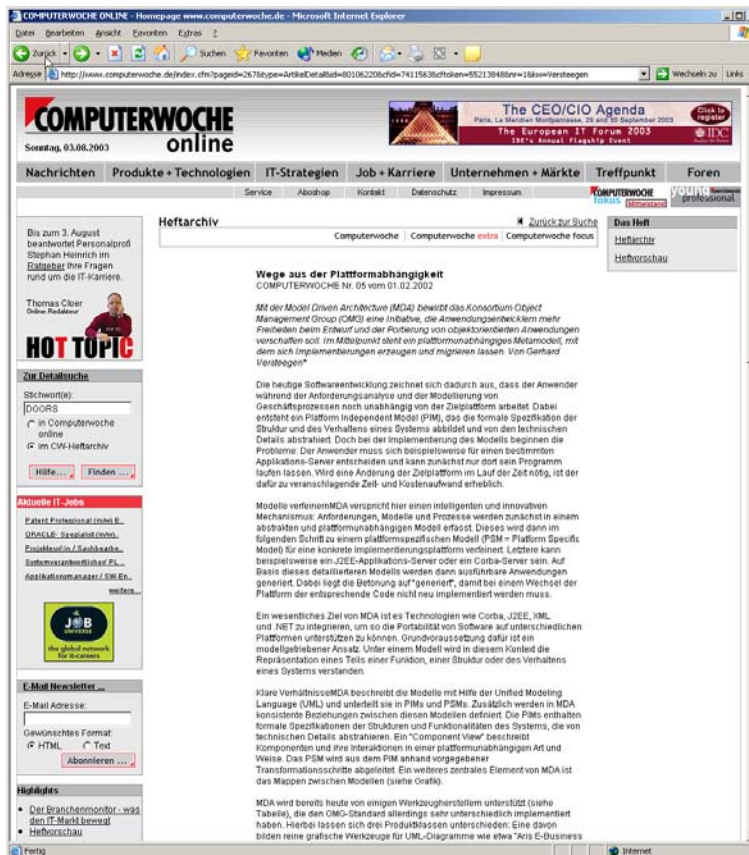 COMPUTERWOCHE ONLINE - Homepage www.computerwoche.de - Microsoft Internet Explorer
Datei Bearbeiten Ansicht Favoriten Extras ?
Zurück Suchen Favoriten Medien
Adresse http://www.computerwoche.de/index.cfm? Wechseln zu Links
COMPUTERWOCHE
online
Sonntag, 03.08.2003
The CEO/CIO Agenda
Paris, La Meridien Montparnasse, 29 and 30 September 2003
The European IT Forum 2003
IDC's Annual Flagship Event
Click to register
IDC
Nachrichten Produkte + Technologien IT-Strategien Job + Karriere Unternehmen + Märkte Treffpunkt Foren
Service Aboshop Kontakt Datenschutz Impressum
COMPUTERWOCHE
fokus Mittelstand
young professional
Bis zum 3. August
beantwortet Personalprofi
Stephan Heinrich im
Ratgeber Ihre Fragen
rund um die IT-Karriere.
Thomas Cloer
Online-Redakteur
HOT TOPIC
Zur Detailsuche
Stichwort(e):
DOORS
in Computerwoche
online
im CW-Heftarchiv
Hilfe... Finden ...
Aktuelle IT-Jobs
Patent Professional (m/w) E..
ORACLE- Spezialist (m/w)..
Projekteur/in / Sachbearbe..
Systemverantwortlicher/ PL..
Applikationsmanager / SW-En..
weitere...
JOB
UNIVERSE
the global network
for it-careers
E-Mail Newsletter ...
E-Mail Adresse:
Gewünschtes Format:
HTML Text
Abonnieren ...
Highlights
Der Branchenmonitor - was
den IT-Markt bewegt
Heftvorschau
Heftarchiv Zurück zur Suche
Computerwoche Computerwoche extra Computerwoche focus
Wege aus der Plattformabhängigkeit
COMPUTERWOCHE Nr. 05 vom 01.02.2002
Mit der Model Driven Architecture (MDA) bewirbt das Konsortium Object
Management Group (OMG) eine Initiative, die Anwendungsentwicklern mehr
Freiheiten beim Entwurf und der Portierung von objektorientierten Anwendungen
verschaffen soll. Im Mittelpunkt steht ein plattformunabhängiges Metamodell, mit
dem sich Implementierungen erzeugen und migrieren lassen. Von Gerhard
Versteegen*
Die heutige Softwareentwicklung zeichnet sich dadurch aus, dass der Anwender
während der Anforderungsanalyse und der Modellierung von
Geschäftsprozessen noch unabhängig von der Zielplattform arbeitet. Dabei
entsteht ein Platform Independent Model (PIM), das die formale Spezifikation der
Struktur und des Verhaltens eines Systems abbildet und von den technischen
Details abstrahiert. Doch bei der Implementierung des Modells beginnen die
Probleme: Der Anwender muss sich beispielsweise für einen bestimmten
Applikations-Server entscheiden und kann zunächst nur dort sein Programm
laufen lassen. Wird eine Änderung der Zielplattform im Lauf der Zeit nötig, ist der
dafür zu veranschlagende Zeit- und Kostenaufwand erheblich.
Modelle verfeinernMDA verspricht hier einen intelligenten und innovativen
Mechanismus: Anforderungen, Modelle und Prozesse werden zunächst in einem
abstrakten und plattformunabhängigen Modell erfasst. Dieses wird dann im
folgenden Schritt zu einem plattformspezifischen Modell (PSM = Platform Specific
Model) für eine konkrete Implementierungsplattform verfeinert. Letztere kann
beispielsweise ein J2EE-Applikations-Server oder ein Corba-Server sein. Auf
Basis dieses detaillierteren Modells werden dann ausführbare Anwendungen
generiert. Dabei liegt die Betonung auf "generiert", damit bei einem Wechsel der
Plattform der entsprechende Code nicht neu implementiert werden muss.
Ein wesentliches Ziel von MDA ist es Technologien wie Corba, J2EE, XML
und .NET zu integrieren, um so die Portabilität von Software auf unterschiedlichen
Plattformen unterstützen zu können. Grundvoraussetzung dafür ist ein
modellgetriebener Ansatz. Unter einem Modell wird in diesem Kontext die
Repräsentation eines Teils einer Funktion, einer Struktur oder des Verhaltens
eines Systems verstanden.
Klare VerhältnisseMDA beschreibt die Modelle mit Hilfe der Unified Modeling
Language (UML) und unterteilt sie in PIMs und PSMs. Zusätzlich werden in MDA
konsistente Beziehungen zwischen diesen Modellen definiert. Die PIMs enthalten
formale Spezifikationen der Strukturen und Funktionalitäten des Systems, die von
technischen Details abstrahieren. Ein "Component View" beschreibt
Komponenten und ihre Interaktionen in einer plattformunabhängigen Art und
Weise. Das PSM wird aus dem PIM anhand vorgegebener
Transformationsschritte abgeleitet. Ein weiteres zentrales Element von MDA ist
das Mappen zwischen Modellen (siehe Grafik).
MDA wird bereits heute von einigen Werkzeugherstellern unterstützt (siehe
Tabelle), die den OMG-Standard allerdings sehr unterschiedlich implementiert
haben. Hierbei lassen sich drei Produktklassen unterschieden: Eine davon
bilden reine grafische Werkzeuge für UML-Diagramme wie etwa "Aris E-Business
Das Heft
Heftarchiv
Heftvorschau
Fertig Internet